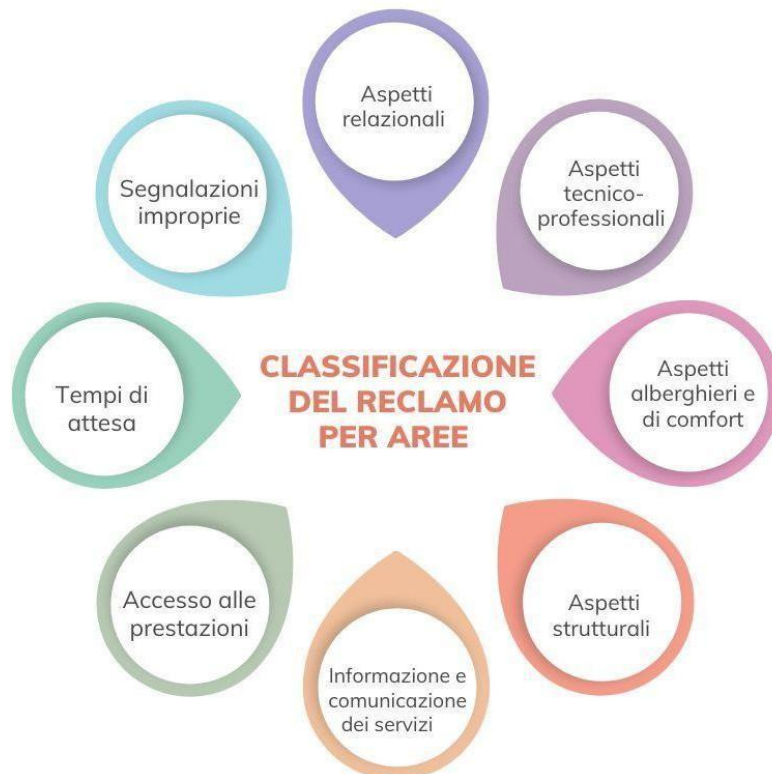 CLASSIFICAZIONE
DEL RECLAMO
PER AREE
Aspetti
relazionali
Aspetti
tecnico-
professionali
Aspetti
alberghieri e
di comfort
Aspetti
strutturali
Informazione e
comunicazione
dei servizi
Accesso alle
prestazioni
Tempi di
attesa
Segnalazioni
improprie